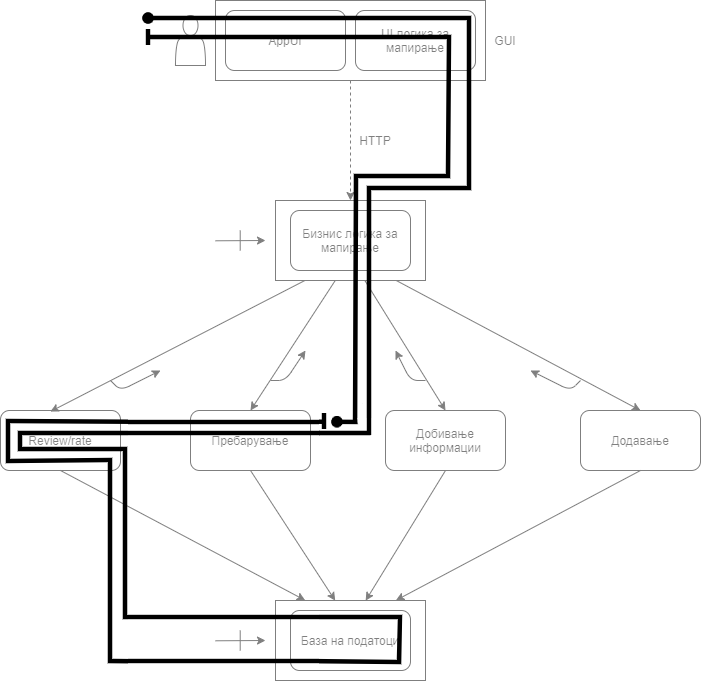 AppUI
UI логика за
мапирање
GUI
HTTP
Бизнис логика за
мапирање
Review/rate
Пребарување
Добивање
информации
Додавање
База на податоци